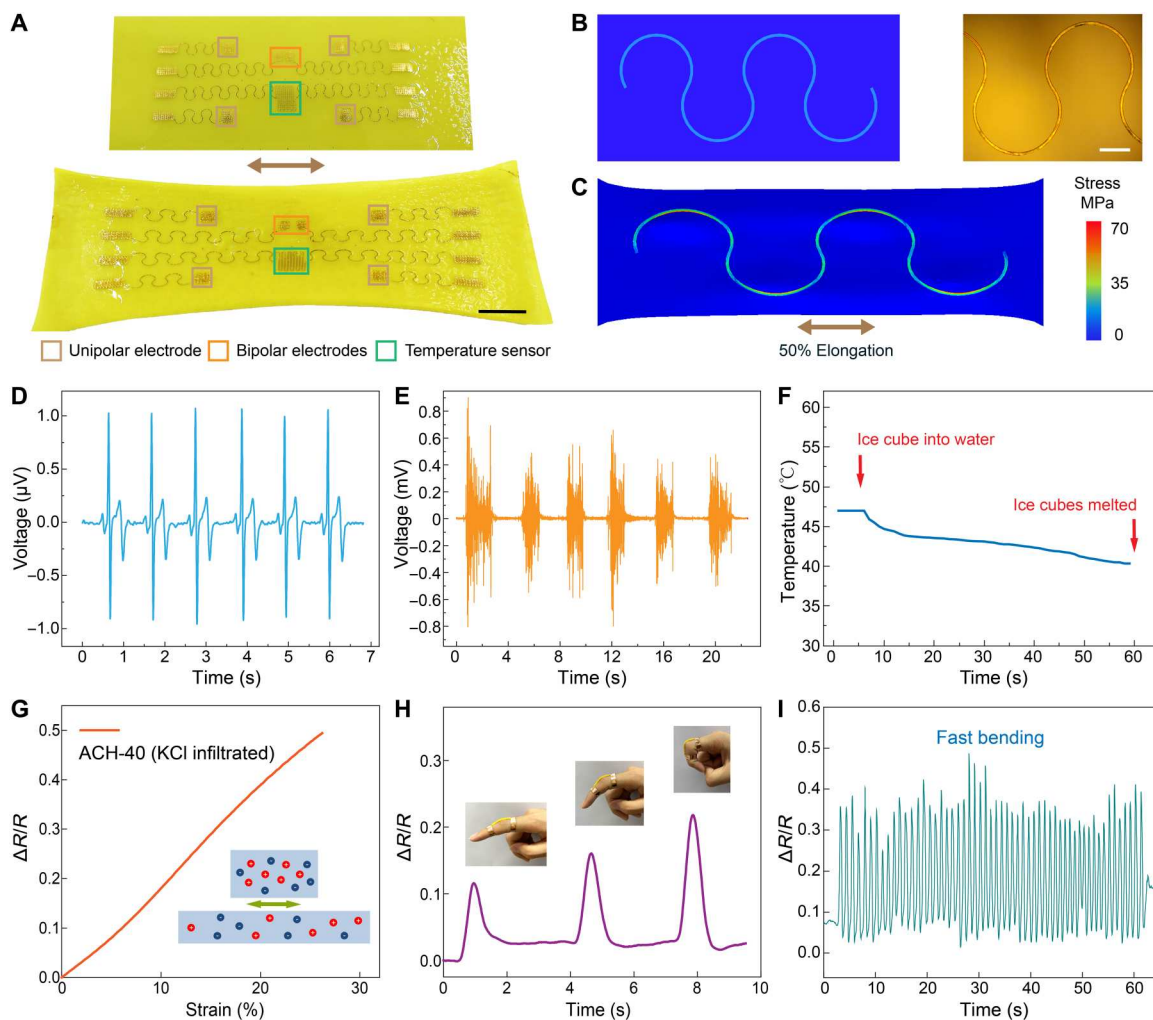 A
B
C
Stress
MPa
70
35
0
50% Elongation
Unipolar electrode
Bipolar electrodes
Temperature sensor
D
Voltage (μV)
1.0
0.5
0.0
−0.5
−1.0
0 1 2 3 4 5 6 7
Time (s)
E
Voltage (mV)
1.0
0.8
0.6
0.4
0.2
0
−0.2
−0.4
−0.6
−0.8
0 4 8 12 16 20
Time (s)
F
Temperature (℃)
60
55
50
45
40
35
30
Ice cube into water
Ice cubes melted
0 10 20 30 40 50 60
Time (s)
G
ΔR/R
0.5
0.4
0.3
0.2
0.1
0.0
ACH-40 (KCl infiltrated)
0 10 20 30
Strain (%)
H
ΔR/R
0.3
0.2
0.1
0.0
0 2 4 6 8 10
Time (s)
I
ΔR/R
0.6
0.5
0.4
0.3
0.2
0.1
0.0
Fast bending
0 10 20 30 40 50 60
Time (s)